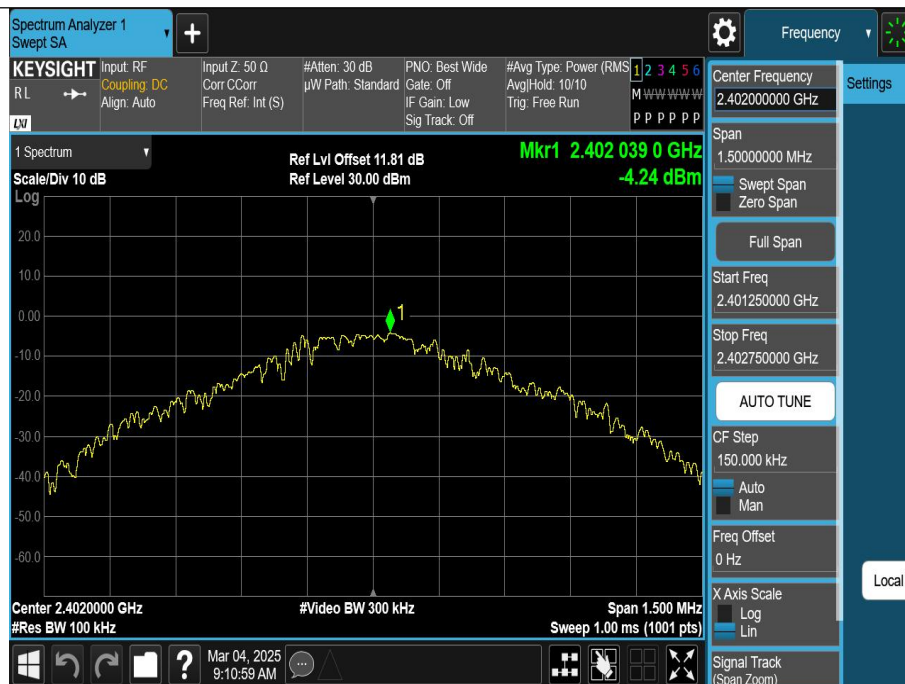 Spectrum Analyzer 1
Swept SA
Frequency
KEYSIGHT
RL
LXI
Input: RF
Coupling: DC
Align: Auto
Input Z: 50 Ω
Corr CCorr
Freq Ref: Int (S)
#Atten: 30 dB
µW Path: Standard
PNO: Best Wide
Gate: Off
IF Gain: Low
Sig Track: Off
#Avg Type: Power (RMS
Avg|Hold: 10/10
Trig: Free Run
1 2 3 4 5 6
M W W W W W
P P P P P P
1 Spectrum
Scale/Div 10 dB
Log
Ref Lvl Offset 11.81 dB
Ref Level 30.00 dBm
Mkr1 2.402 039 0 GHz
-4.24 dBm
20.0
10.0
0.00
-10.0
-20.0
-30.0
-40.0
-50.0
-60.0
1
Center 2.4020000 GHz
#Res BW 100 kHz
#Video BW 300 kHz
Span 1.500 MHz
Sweep 1.00 ms (1001 pts)
?
Mar 04, 2025
9:10:59 AM
Center Frequency
2.402000000 GHz
Span
1.50000000 MHz
Swept Span
Zero Span
Full Span
Start Freq
2.401250000 GHz
Stop Freq
2.402750000 GHz
AUTO TUNE
CF Step
150.000 kHz
Auto
Man
Freq Offset
0 Hz
X Axis Scale
Log
Lin
Signal Track
(Span Zoom)
Settings
Local